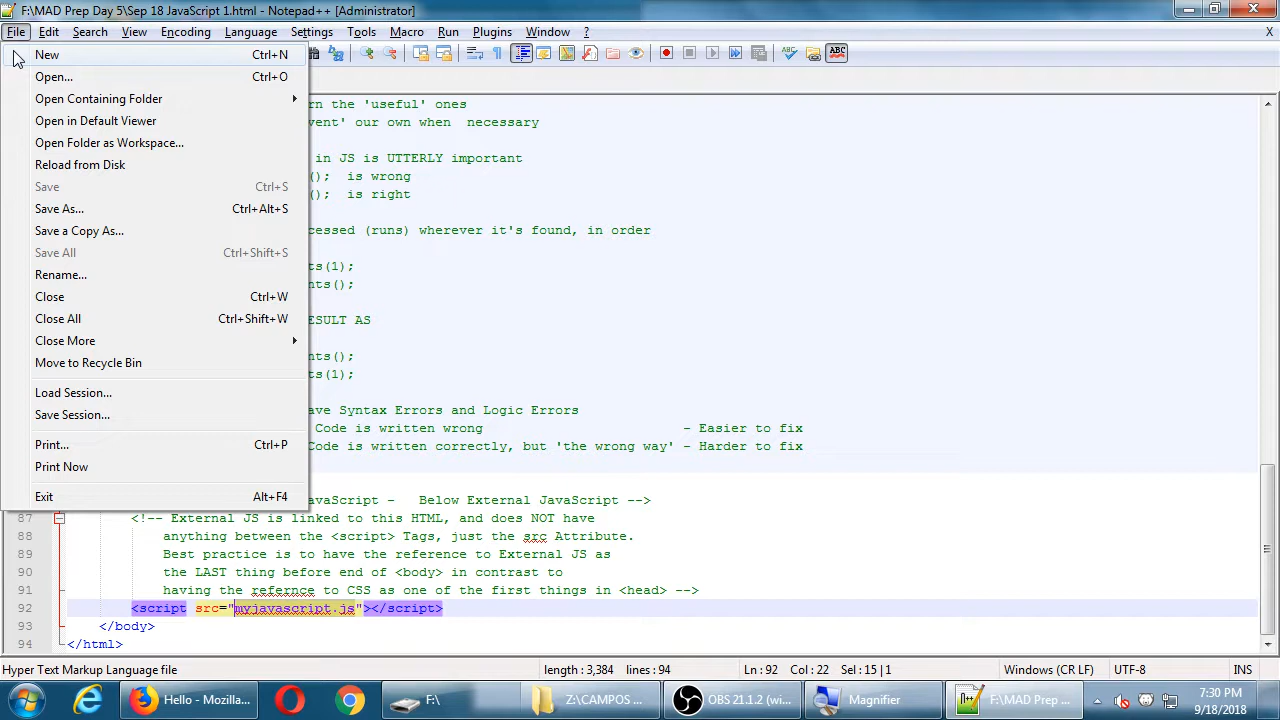 F:\MAD Prep Day 5\Sep 18 JavaScript 1.html - Notepad++ [Administrator]
File Edit Search View Encoding Language Settings Tools Macro Run Plugins Window ? X
New Ctrl+N
Open... Ctrl+O
Open Containing Folder
Open in Default Viewer
Open Folder as Workspace...
Reload from Disk
Save Ctrl+S
Save As... Ctrl+Alt+S
Save a Copy As...
Save All Ctrl+Shift+S
Rename...
Close Ctrl+W
Close All Ctrl+Shift+W
Close More
Move to Recycle Bin
Load Session...
Save Session...
Print... Ctrl+P
Print Now
Exit Alt+F4
ABC ABC
rn the 'useful' ones
vent' our own when  necessary
in JS is UTTERLY important
();  is wrong
();  is right
cessed (runs) wherever it's found, in order
ts(1);
nts();
ESULT AS
nts();
ts(1);
ave Syntax Errors and Logic Errors
Code is written wrong - Easier to fix
Code is written correctly, but 'the wrong way' - Harder to fix
avaScript -   Below External JavaScript -->
87 <!-- External JS is linked to this HTML, and does NOT have
88 anything between the <script> Tags, just the src Attribute.
89 Best practice is to have the reference to External JS as
90 the LAST thing before end of <body> in contrast to
91 having the refernce to CSS as one of the first things in <head> -->
92 <script src="myjavascript.js"></script>
93 </body>
94 </html>
Hyper Text Markup Language file length : 3,384 lines : 94 Ln : 92 Col : 22 Sel : 15 | 1 Windows (CR LF) UTF-8 INS
Hello - Mozilla... F:\ Z:\CAMPOS ... OBS 21.1.2 (wi... Magnifier F:\MAD Prep ... 7:30 PM
9/18/2018